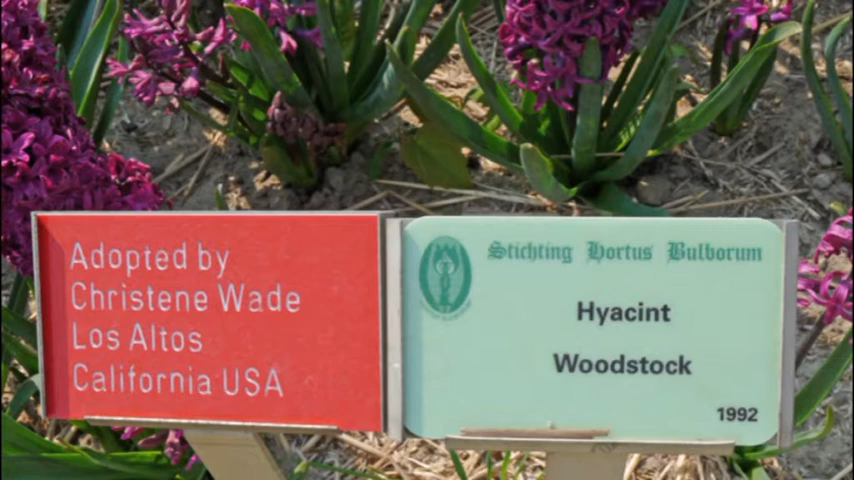 Adopted by
Christene Wade
Los Altos
California USA
Stichting Hortus Bulborum
Hyacint
Woodstock
1992